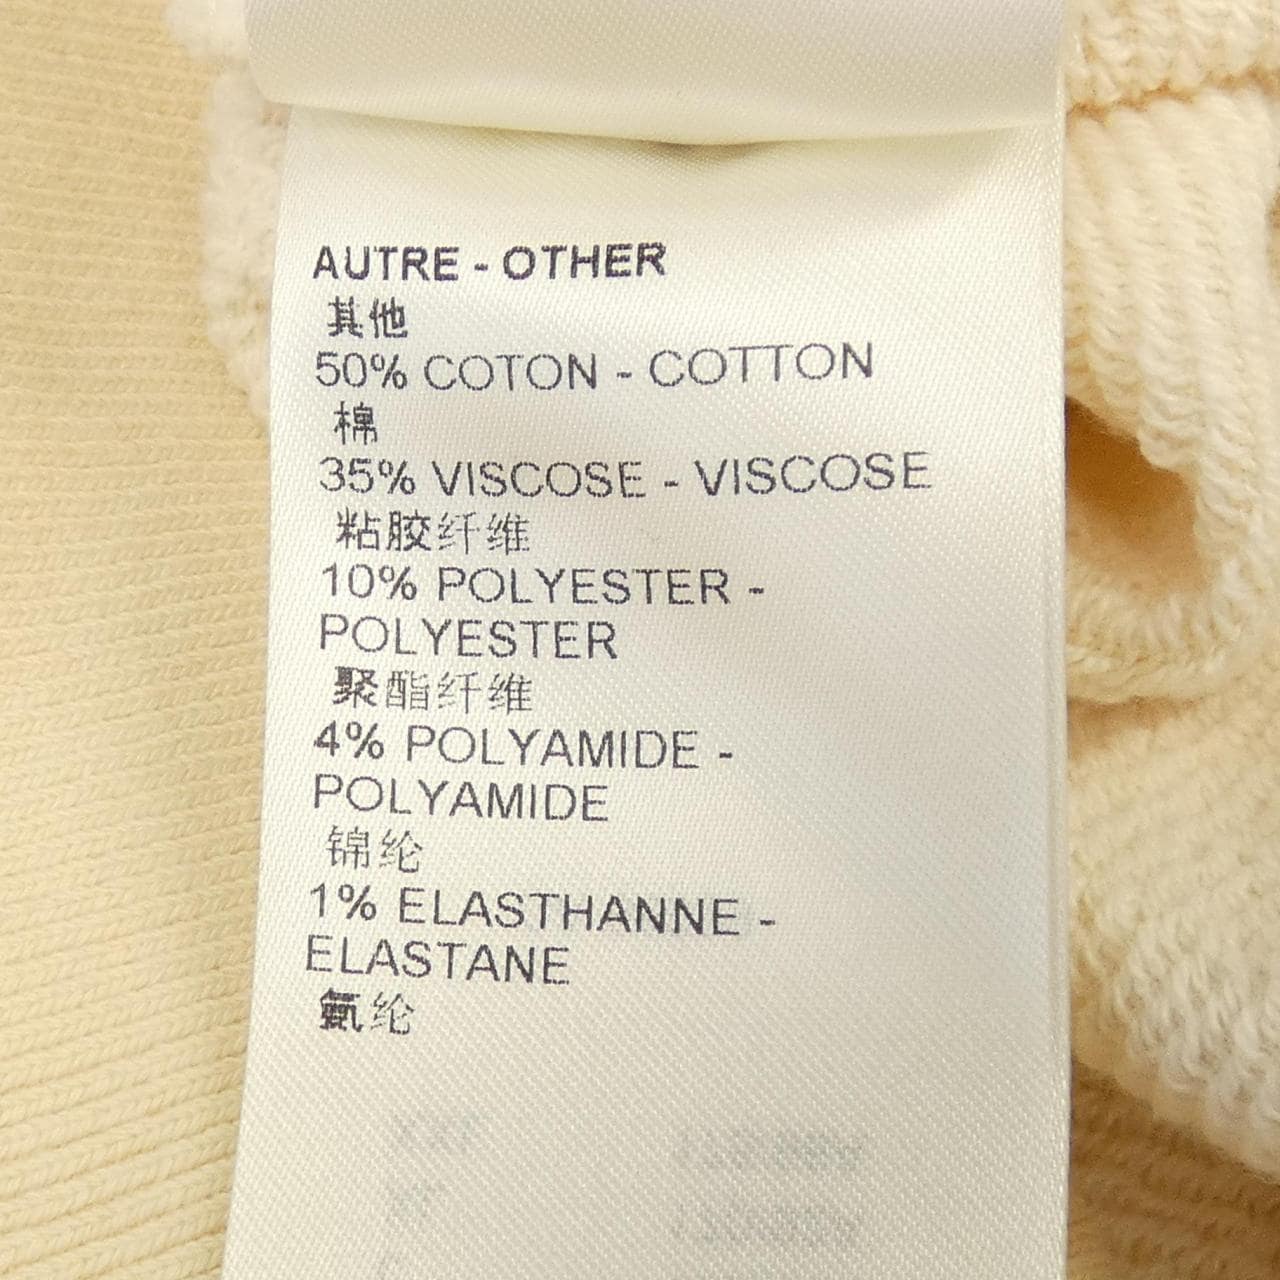 AUTRE - OTHER
其他
50% COTON - COTTON
棉
35% VISCOSE - VISCOSE
粘胶纤维
10% POLYESTER -
POLYESTER
聚酯纤维
4% POLYAMIDE -
POLYAMIDE
锦纶
1% ELASTHANNE -
ELASTANE
氨纶